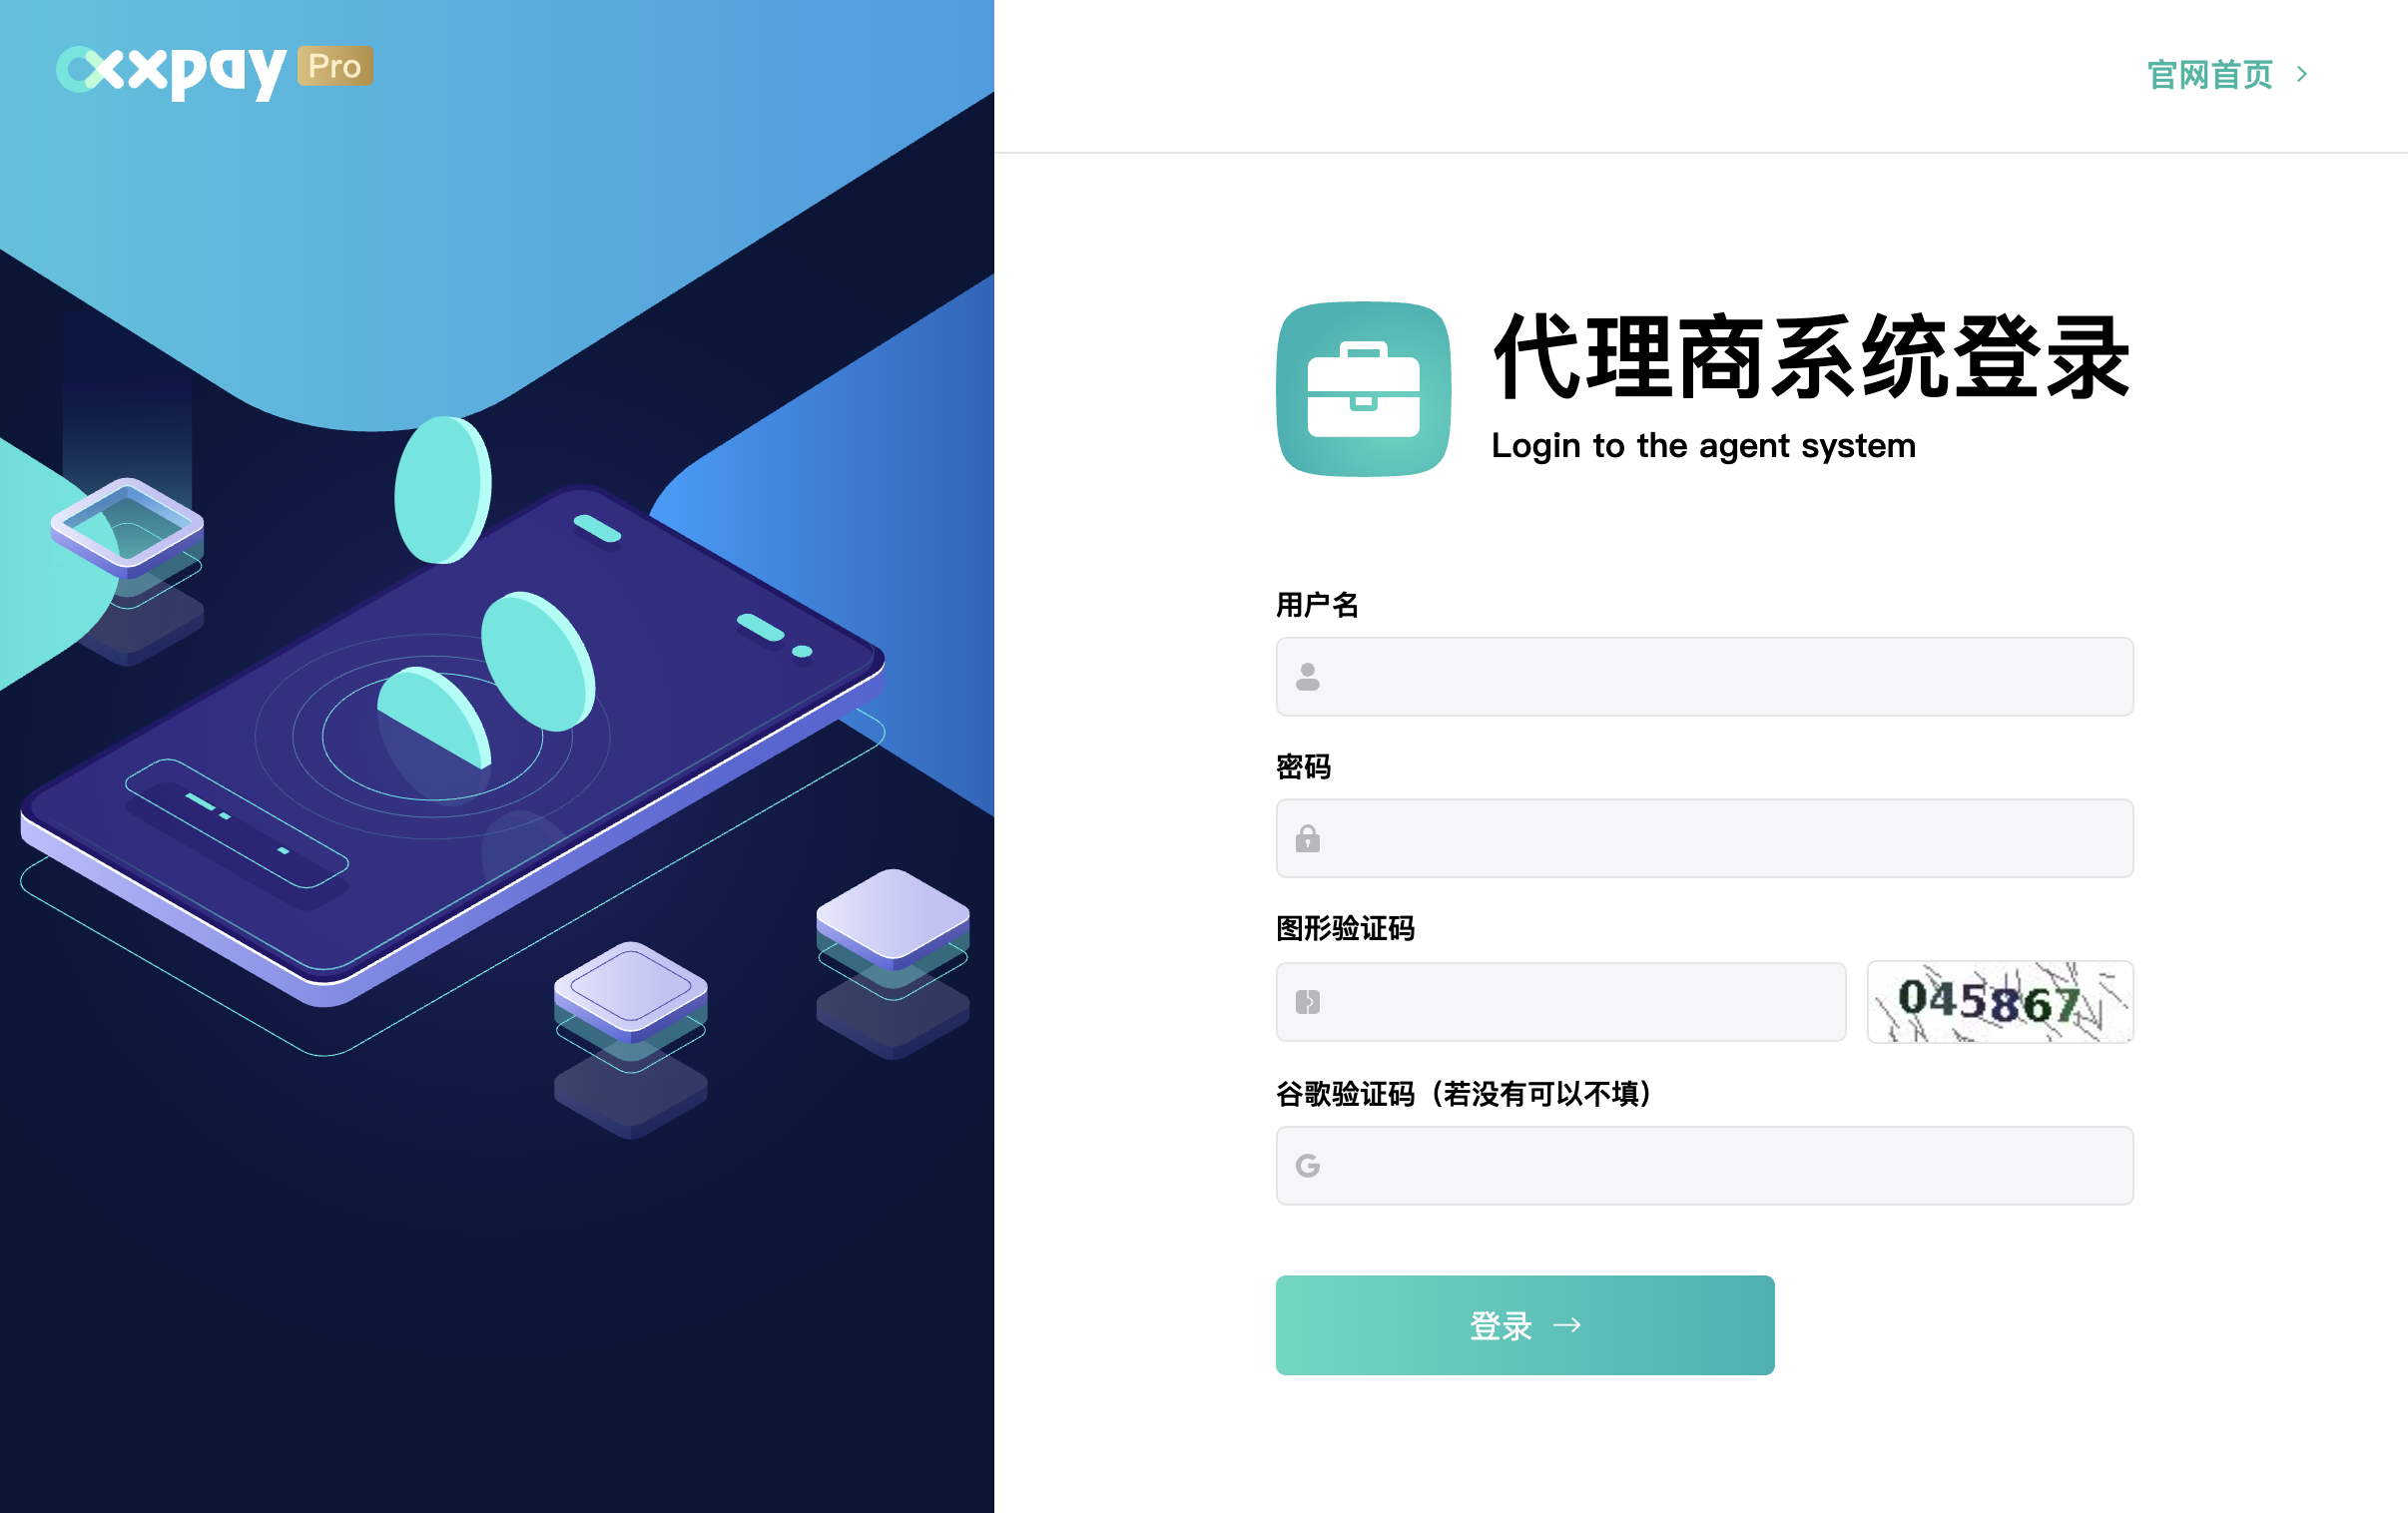 xxpay Pro
官网首页
代理商系统登录
Login to the agent system
用户名
密码
图形验证码
045867
谷歌验证码（若没有可以不填）
登录